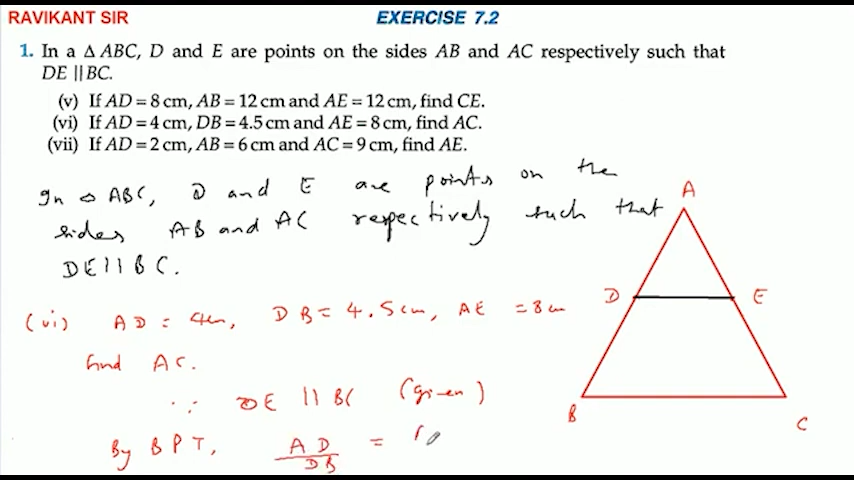 RAVIKANT SIR EXERCISE 7.2
1. In a Δ ABC, D and E are points on the sides AB and AC respectively such that
DE || BC.
(v) If AD = 8 cm, AB = 12 cm and AE = 12 cm, find CE.
(vi) If AD = 4 cm, DB = 4.5 cm and AE = 8 cm, find AC.
(vii) If AD = 2 cm, AB = 6 cm and AC = 9 cm, find AE.
In Δ ABC, D and E are points on the
sides AB and AC respectively such that
DE || BC.
A
D E
B C
(vi) AD = 4cm, DB = 4.5cm, AE = 8cm
find AC.
∵ DE || BC (given)
By BPT, AD/DB =